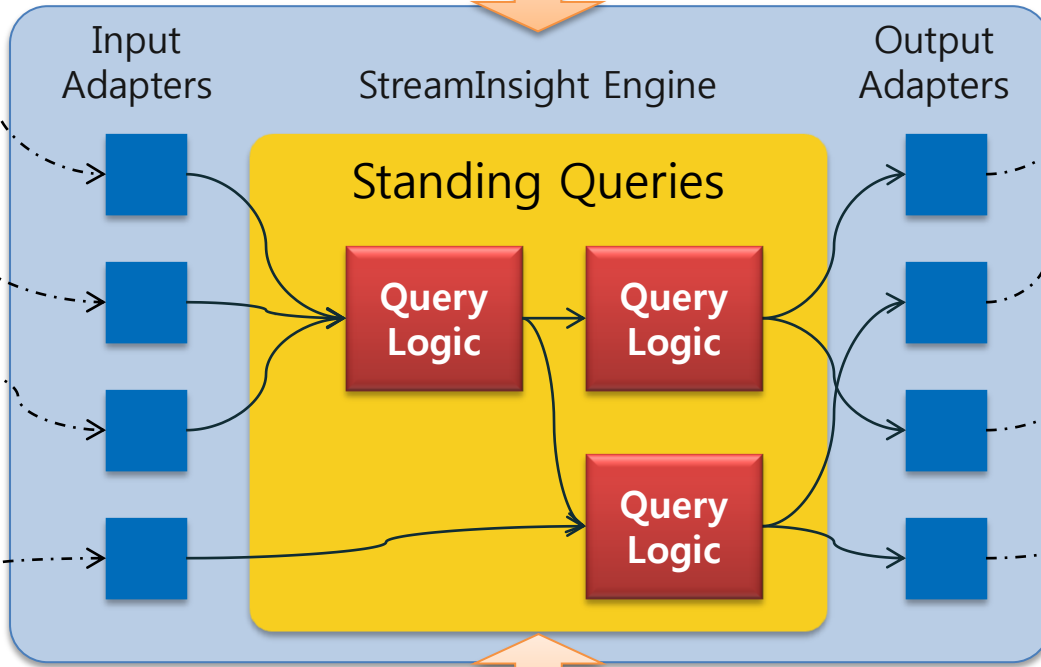 Input
Adapters
StreamInsight Engine
Output
Adapters
Standing Queries
Query
Logic
Query
Logic
Query
Logic